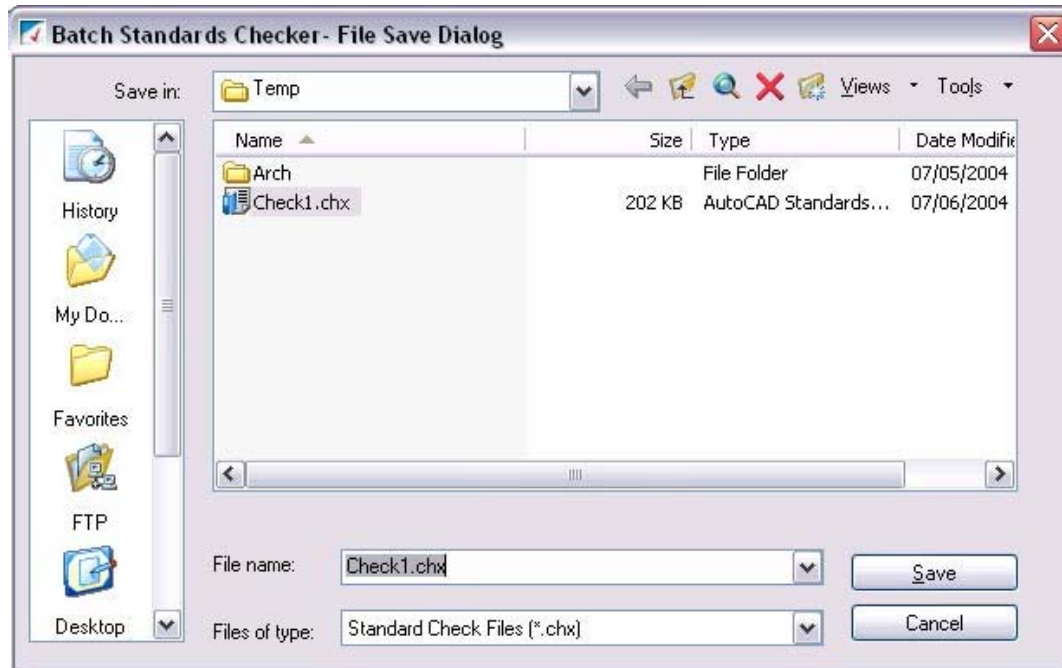 Batch Standards Checker - File Save Dialog
Save in: Temp Views Tools
Name Size Type Date Modifie
Arch File Folder 07/05/2004
Check1.chx 202 KB AutoCAD Standards... 07/06/2004
History
My Do...
Favorites
FTP
Desktop
File name: Check1.chx Save
Files of type: Standard Check Files (*.chx) Cancel